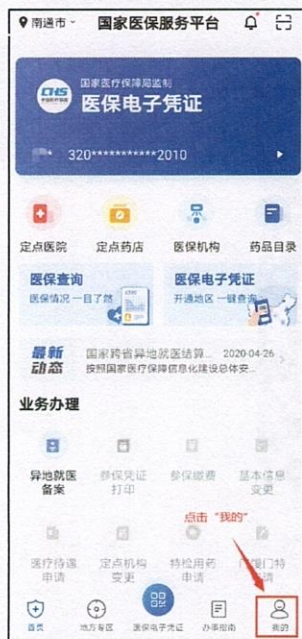 南通市 国家医保服务平台
国家医疗保障局监制
CHS 医保电子凭证
320***********2010
定点医院 定点药店 医保机构 药品目录
医保查询 医保电子凭证
医保情况 一目了然 开通地区 一键查询
最新 国家跨省异地就医结算... 2020-04-26
动态 按照国家医疗保障信息化建设总体安...
业务办理
异地就医 参保凭证 参保缴费 基本信息
备案 打印 变更
点击“我的”
医疗待遇 定点机构 特检用药 门慢门特
申请 变更 申请 申请
首页 地方专区 医保电子凭证 办事指南 我的